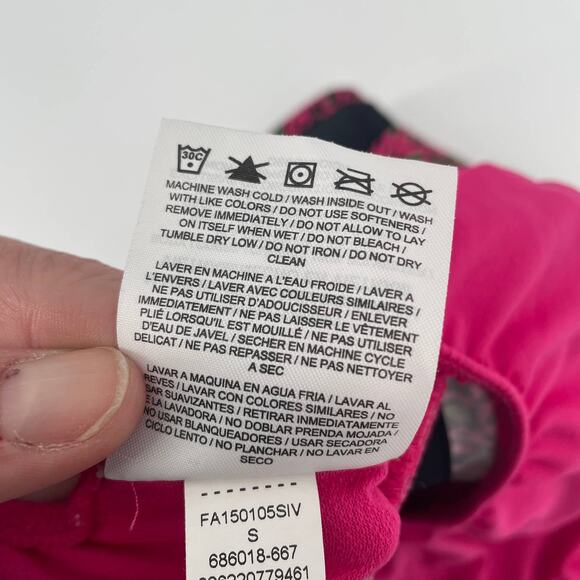 30C
MACHINE WASH COLD / WASH INSIDE OUT / WASH
WITH LIKE COLORS / DO NOT USE SOFTENERS /
REMOVE IMMEDIATELY / DO NOT ALLOW TO LAY
ON ITSELF WHEN WET / DO NOT BLEACH /
TUMBLE DRY LOW / DO NOT IRON / DO NOT DRY
CLEAN
LAVER EN MACHINE A L'EAU FROIDE / LAVER A
L'ENVERS / LAVER AVEC COULEURS SIMILAIRES /
NE PAS UTILISER D'ADOUCISSEUR / ENLEVER
IMMEDIATEMENT / NE PAS LAISSER LE VÊTEMENT
PLIÉ LORSQU'IL EST MOUILLÉ / NE PAS UTILISER
D'EAU DE JAVEL / SECHER EN MACHINE CYCLE
DELICAT / NE PAS REPASSER / NE PAS NETTOYER
A SEC
LAVAR A MAQUINA EN AGUA FRIA / LAVAR AL
REVES / LAVAR CON COLORES SIMILARES / NO
SAR SUAVIZANTES / RETIRAR IMMEDIATAMENTE
LA LAVADORA / NO DOBLAR PRENDA MOJADA /
USAR BLANQUEADORES / USAR SECADORA
CICLO LENTO / NO PLANCHAR / NO LAVAR EN
SECO
FA150105SIV
S
686018-667